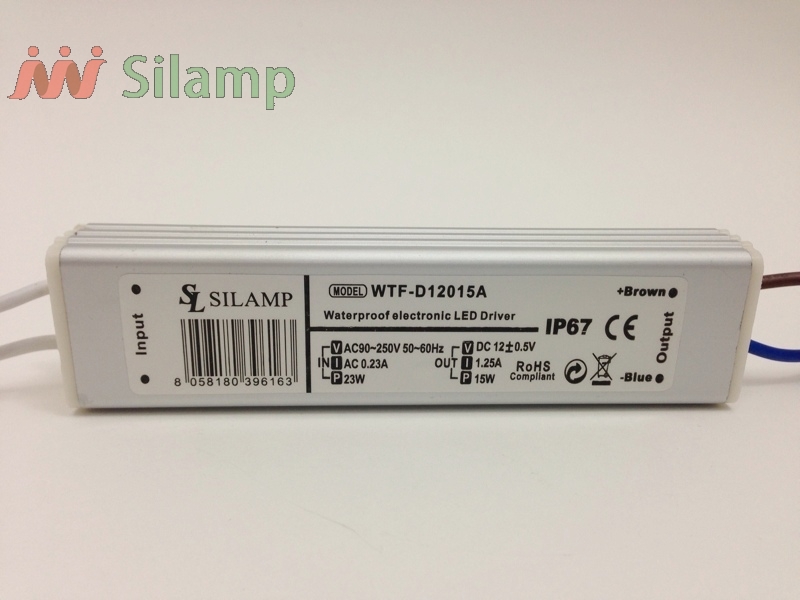 Silamp
SL SILAMP
8 058180 396163
Input
MODEL WTF-D12015A
Waterproof electronic LED Driver
IP67 CE
IN
V AC90~250V 50~60Hz
I AC 0.23A
P 23W
OUT
V DC 12±0.5V
I 1.25A
P 15W
RoHS
Compliant
+Brown
Output
-Blue